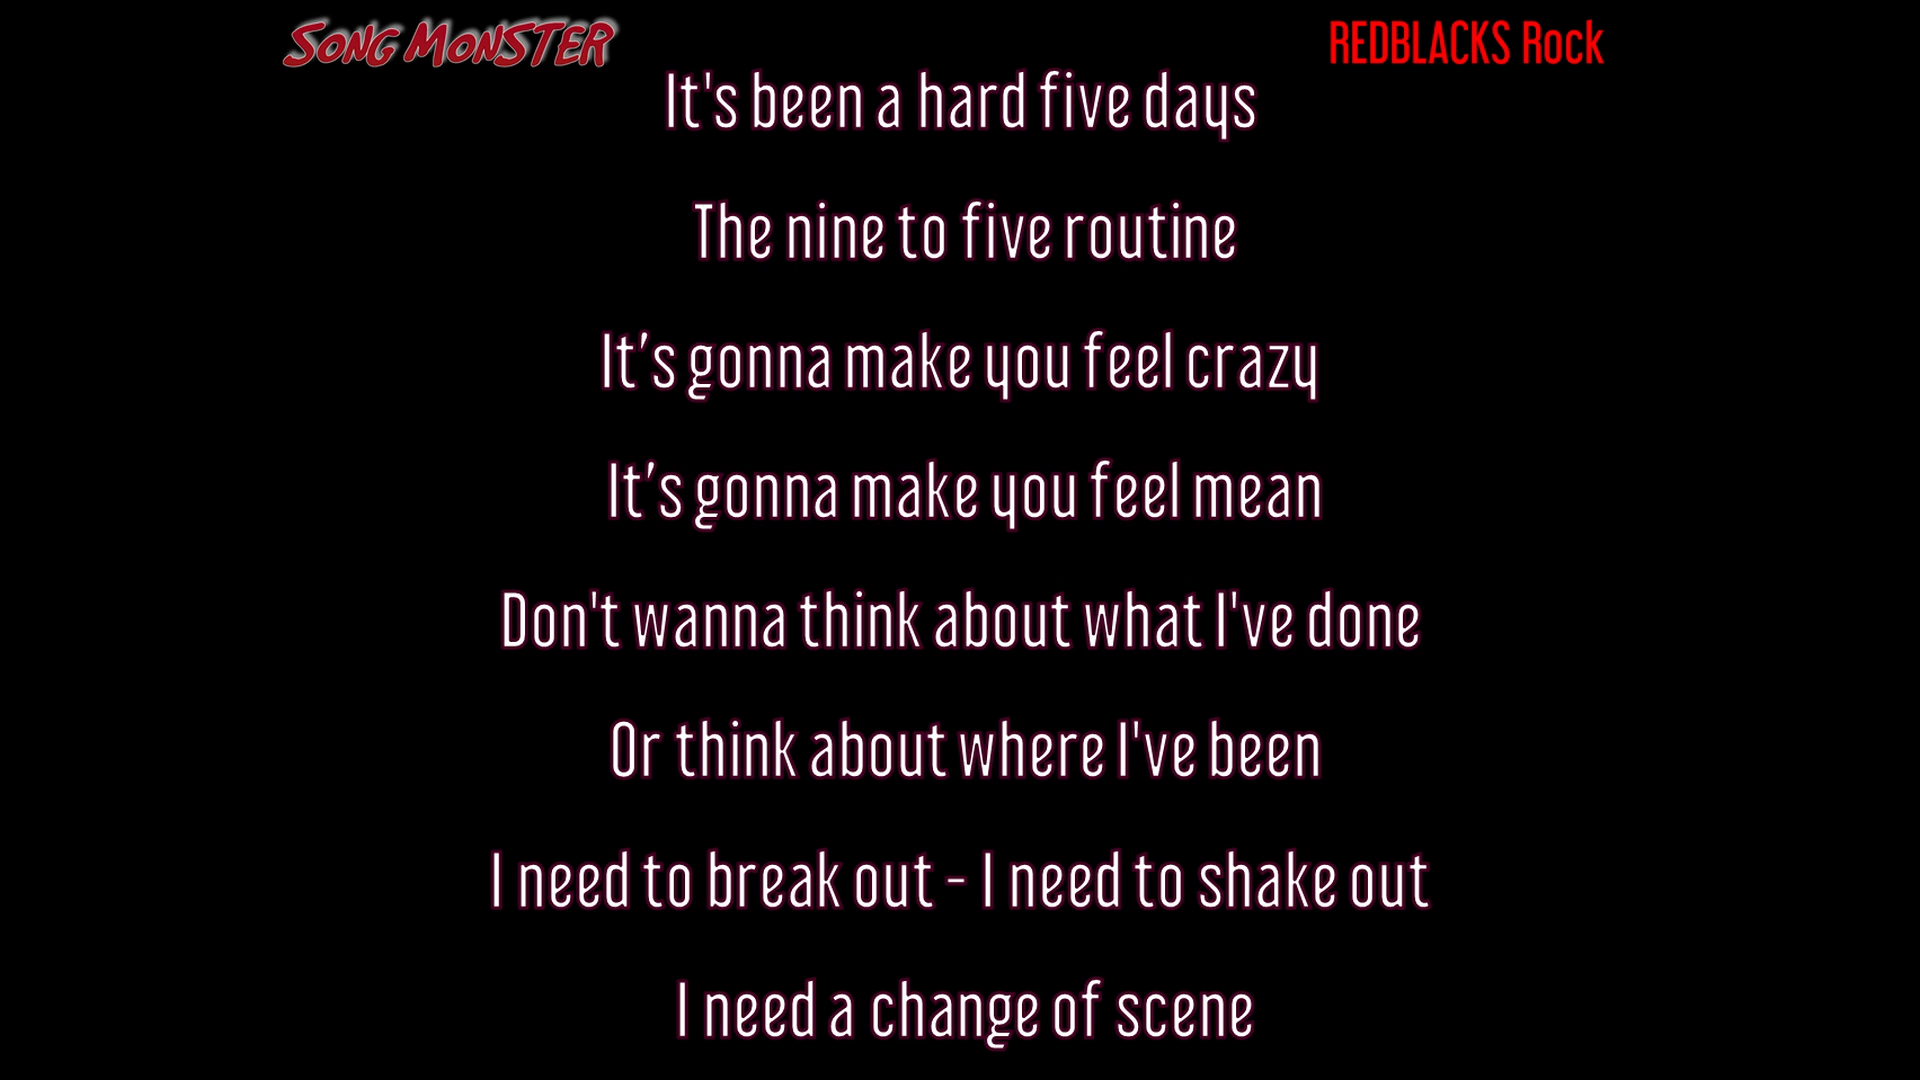 SONG MONSTER
REDBLACKS Rock
It's been a hard five days
The nine to five routine
It’s gonna make you feel crazy
It’s gonna make you feel mean
Don't wanna think about what I've done
Or think about where I've been
I need to break out - I need to shake out
I need a change of scene